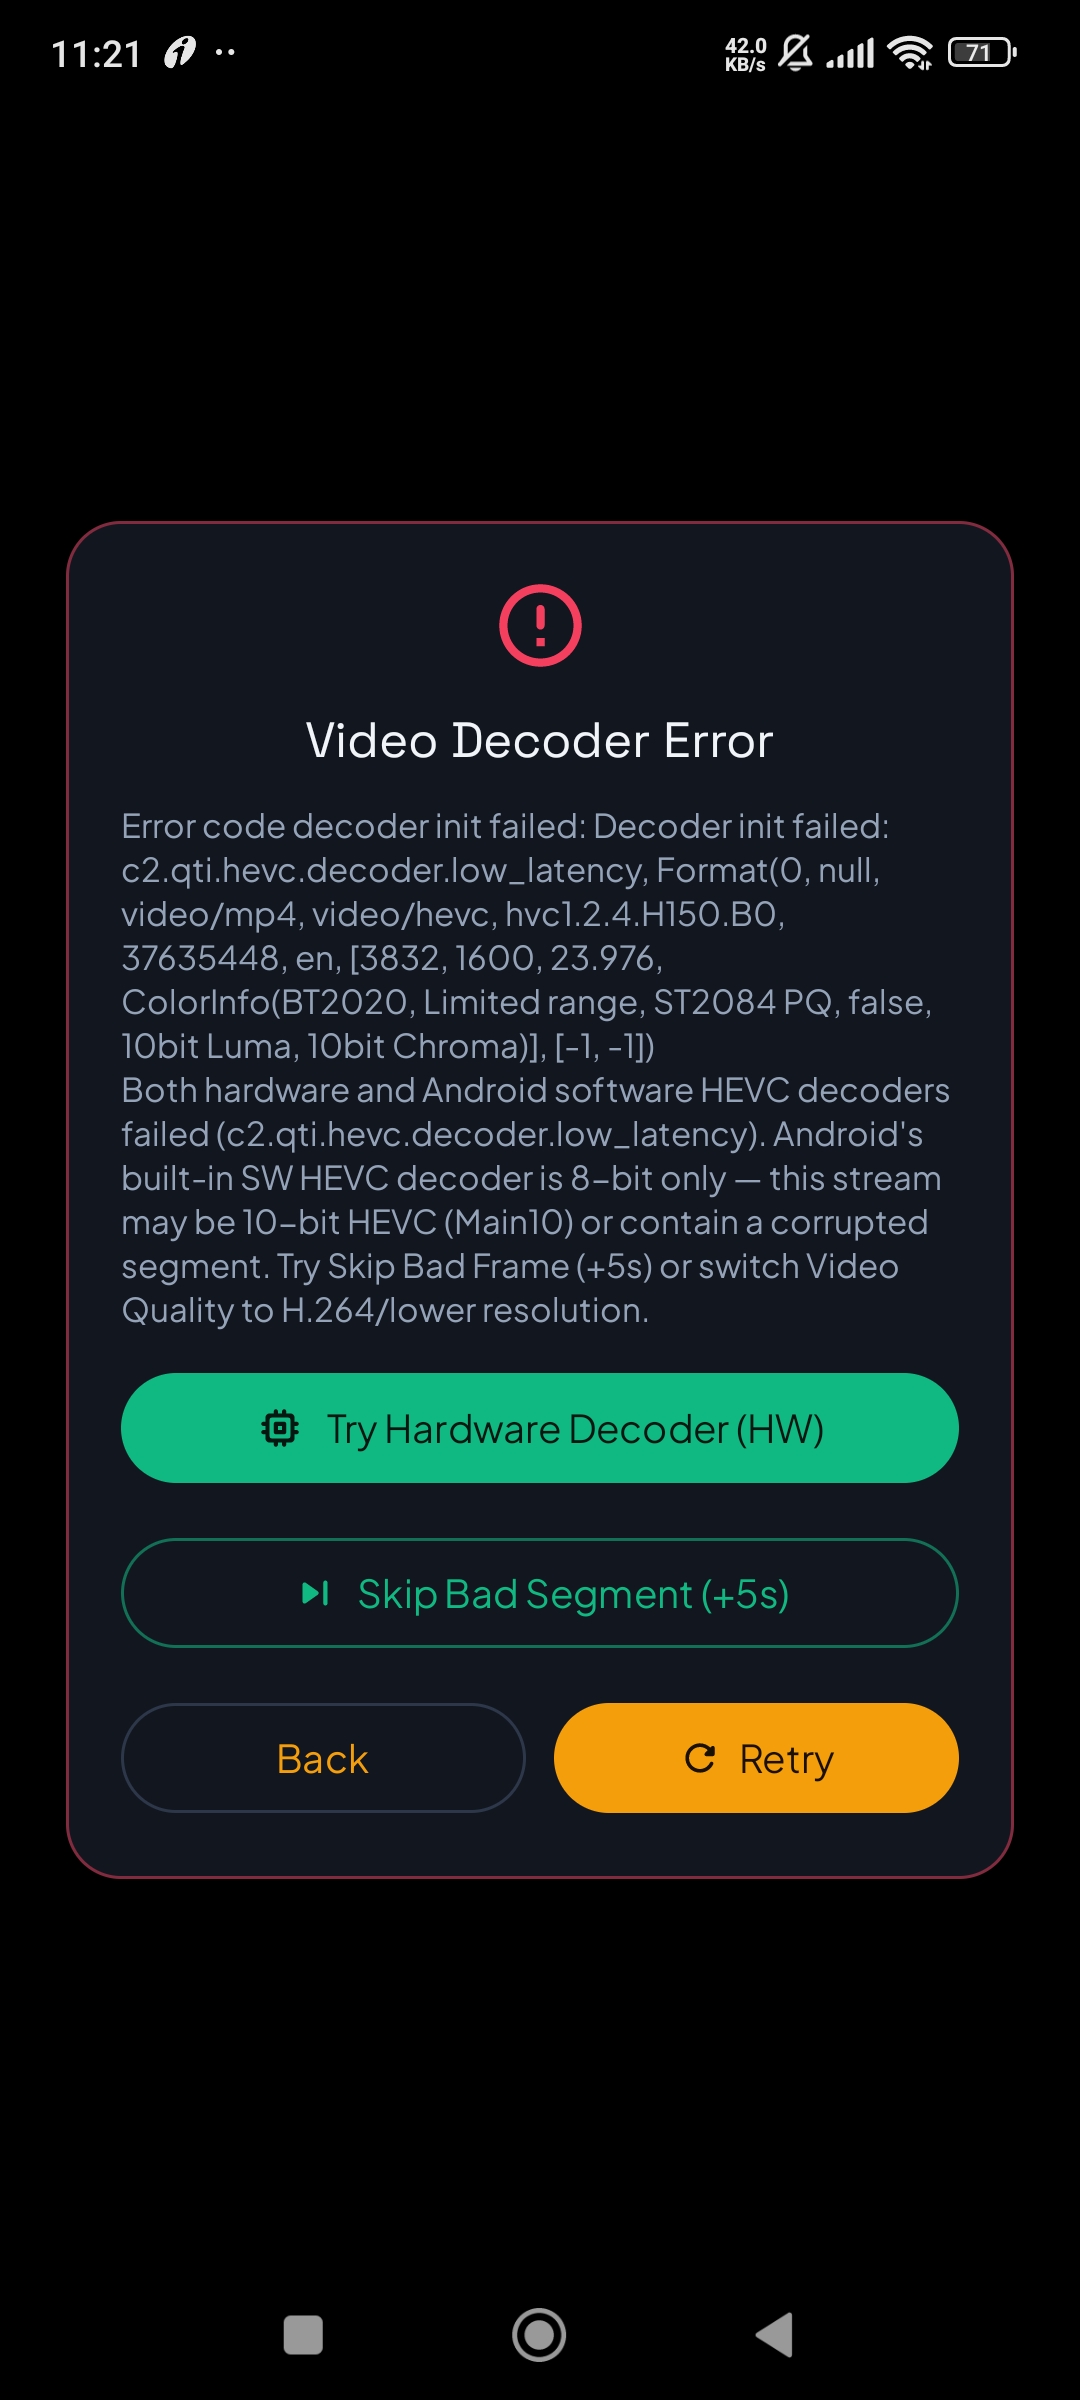 11:21
42.0
KB/s
71
Video Decoder Error
Error code decoder init failed: Decoder init failed:
c2.qti.hevc.decoder.low_latency, Format(0, null,
video/mp4, video/hevc, hvc1.2.4.H150.B0,
37635448, en, [3832, 1600, 23.976,
ColorInfo(BT2020, Limited range, ST2084 PQ, false,
10bit Luma, 10bit Chroma)], [-1, -1])
Both hardware and Android software HEVC decoders
failed (c2.qti.hevc.decoder.low_latency). Android's
built-in SW HEVC decoder is 8-bit only — this stream
may be 10-bit HEVC (Main10) or contain a corrupted
segment. Try Skip Bad Frame (+5s) or switch Video
Quality to H.264/lower resolution.
Try Hardware Decoder (HW)
Skip Bad Segment (+5s)
Back
Retry